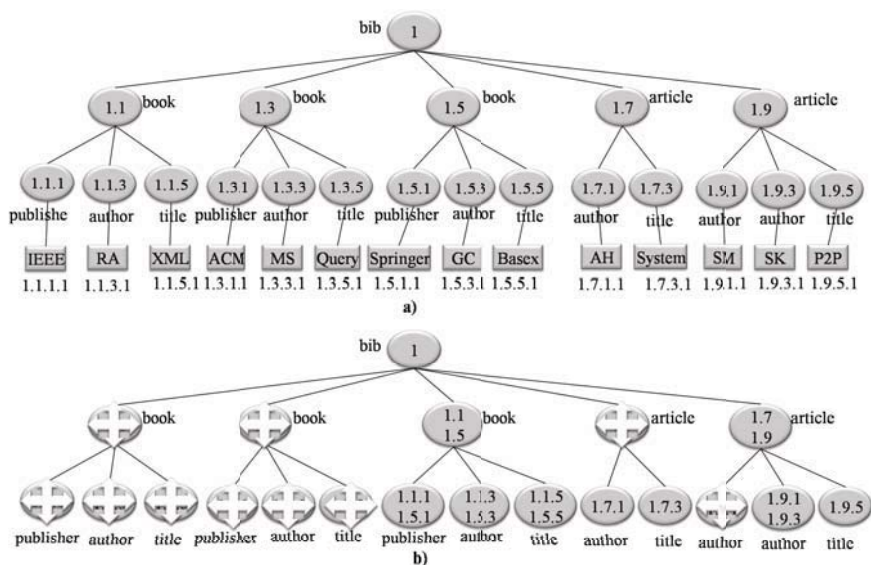 bib 1
1.1 book 1.3 book 1.5 book 1.7 article 1.9 article
1.1.1 1.1.3 1.1.5 1.3.1 1.3.3 1.3.5 1.5.1 1.5.3 1.5.5 1.7.1 1.7.3 1.9.1 1.9.3 1.9.5
publishe author title publisher author title publisher author title author title author author title
IEEE RA XML ACM MS Query Springer GC Basex AH System SM SK P2P
1.1.1.1 1.1.3.1 1.1.5.1 1.3.1.1 1.3.3.1 1.3.5.1 1.5.1.1 1.5.3.1 1.5.5.1 1.7.1.1 1.7.3.1 1.9.1.1 1.9.3.1 1.9.5.1
a)
bib 1
book book 1.1 book article 1.7 article
1.5 1.9
1.1.1 1.1.3 1.1.5 1.7.1 1.7.3 1.9.1 1.9.5
1.5.1 1.5.3 1.5.5 1.9.3
publisher author title publisher author title publisher author title author title author author title
b)